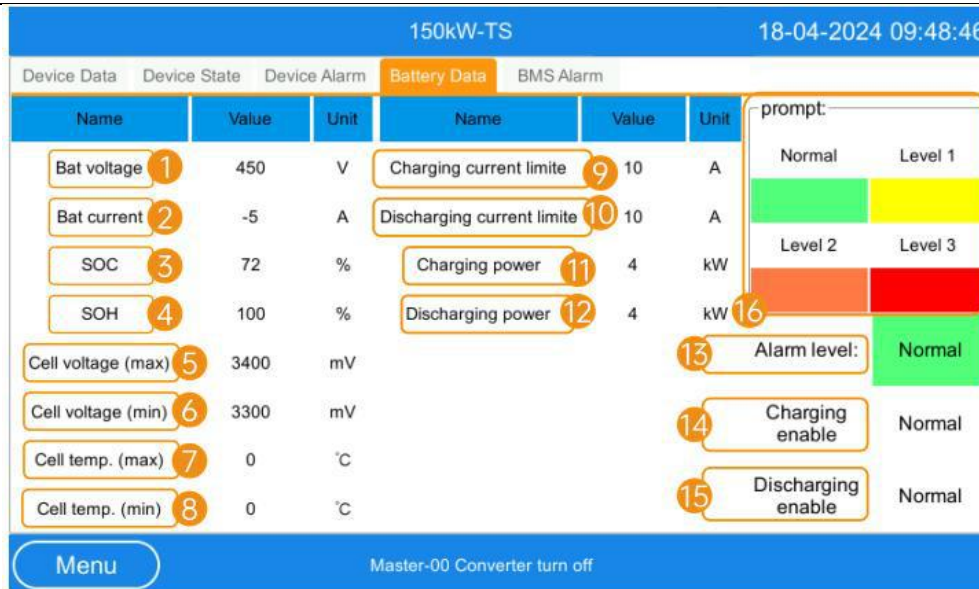 150kW-TS 18-04-2024 09:48:46
Device Data Device State Device Alarm Battery Data BMS Alarm
Name Value Unit Name Value Unit prompt:
Bat voltage 1 450 V Charging current limite 9 10 A Normal Level 1
Bat current 2 -5 A Discharging current limite 10 10 A
SOC 3 72 % Charging power 11 4 kW Level 2 Level 3
SOH 4 100 % Discharging power 12 4 kW 16
Cell voltage (max) 5 3400 mV 13 Alarm level: Normal
Cell voltage (min) 6 3300 mV 14 Charging enable Normal
Cell temp. (max) 7 0 °C
Cell temp. (min) 8 0 °C 15 Discharging enable Normal
Menu Master-00 Converter turn off